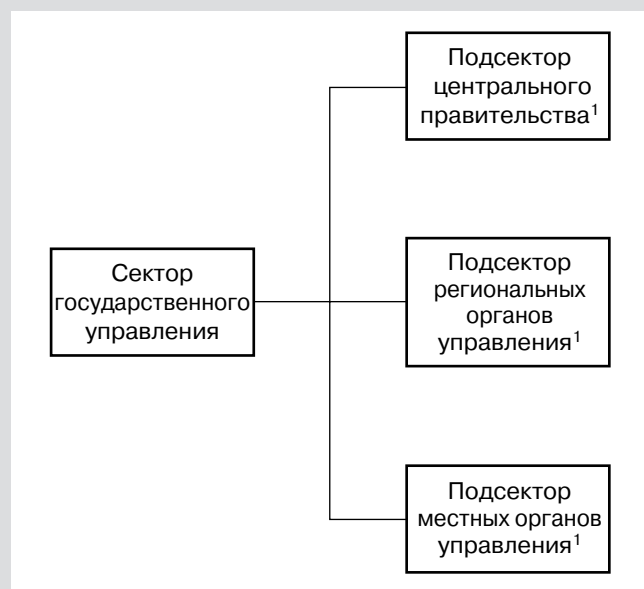 Подсектор
центрального
правительства¹
Сектор
государственного
управления
Подсектор
региональных
органов
управления¹
Подсектор
местных органов
управления¹